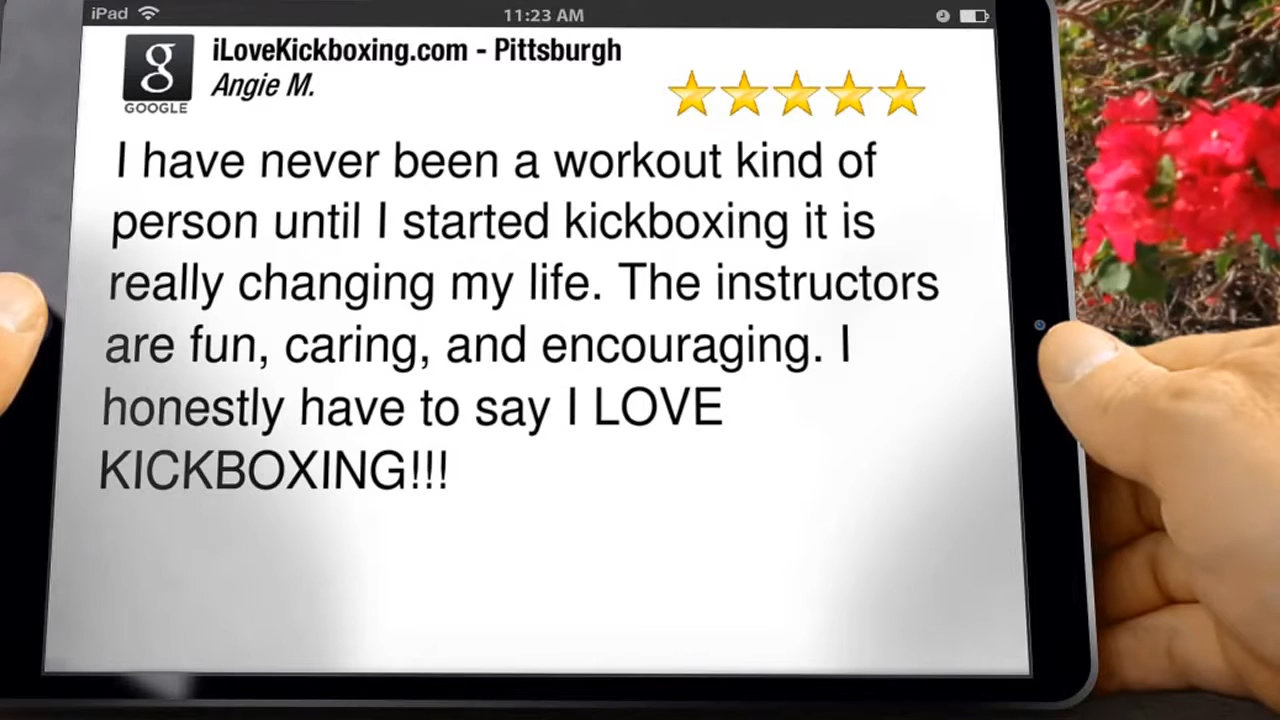 iPad 11:23 AM
iLoveKickboxing.com - Pittsburgh
Angie M.
g
GOOGLE
I have never been a workout kind of
person until I started kickboxing it is
really changing my life. The instructors
are fun, caring, and encouraging. I
honestly have to say I LOVE
KICKBOXING!!!